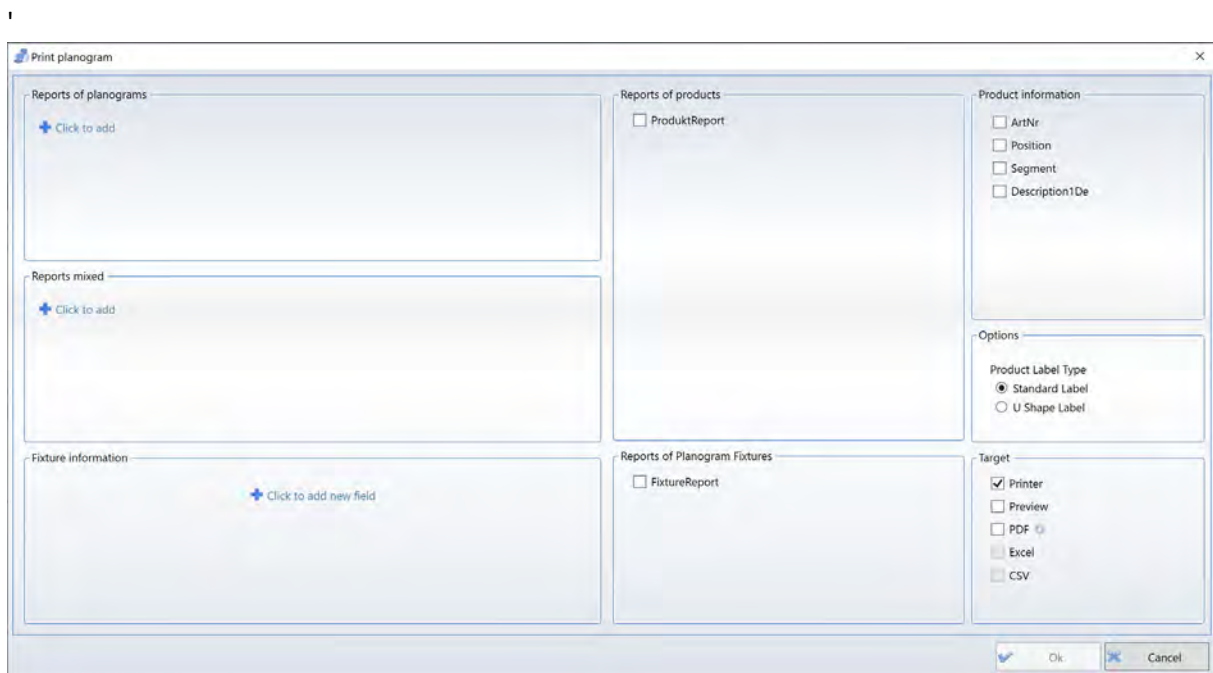 '
Print planogram
Reports of planograms
Click to add
Reports mixed
Click to add
Fixture information
Click to add new field
Reports of products
ProduktReport
Reports of Planogram Fixtures
FixtureReport
Product information
ArtNr
Position
Segment
Description1De
Options
Product Label Type
Standard Label
U Shape Label
Target
Printer
Preview
PDF
Excel
CSV
Ok
Cancel